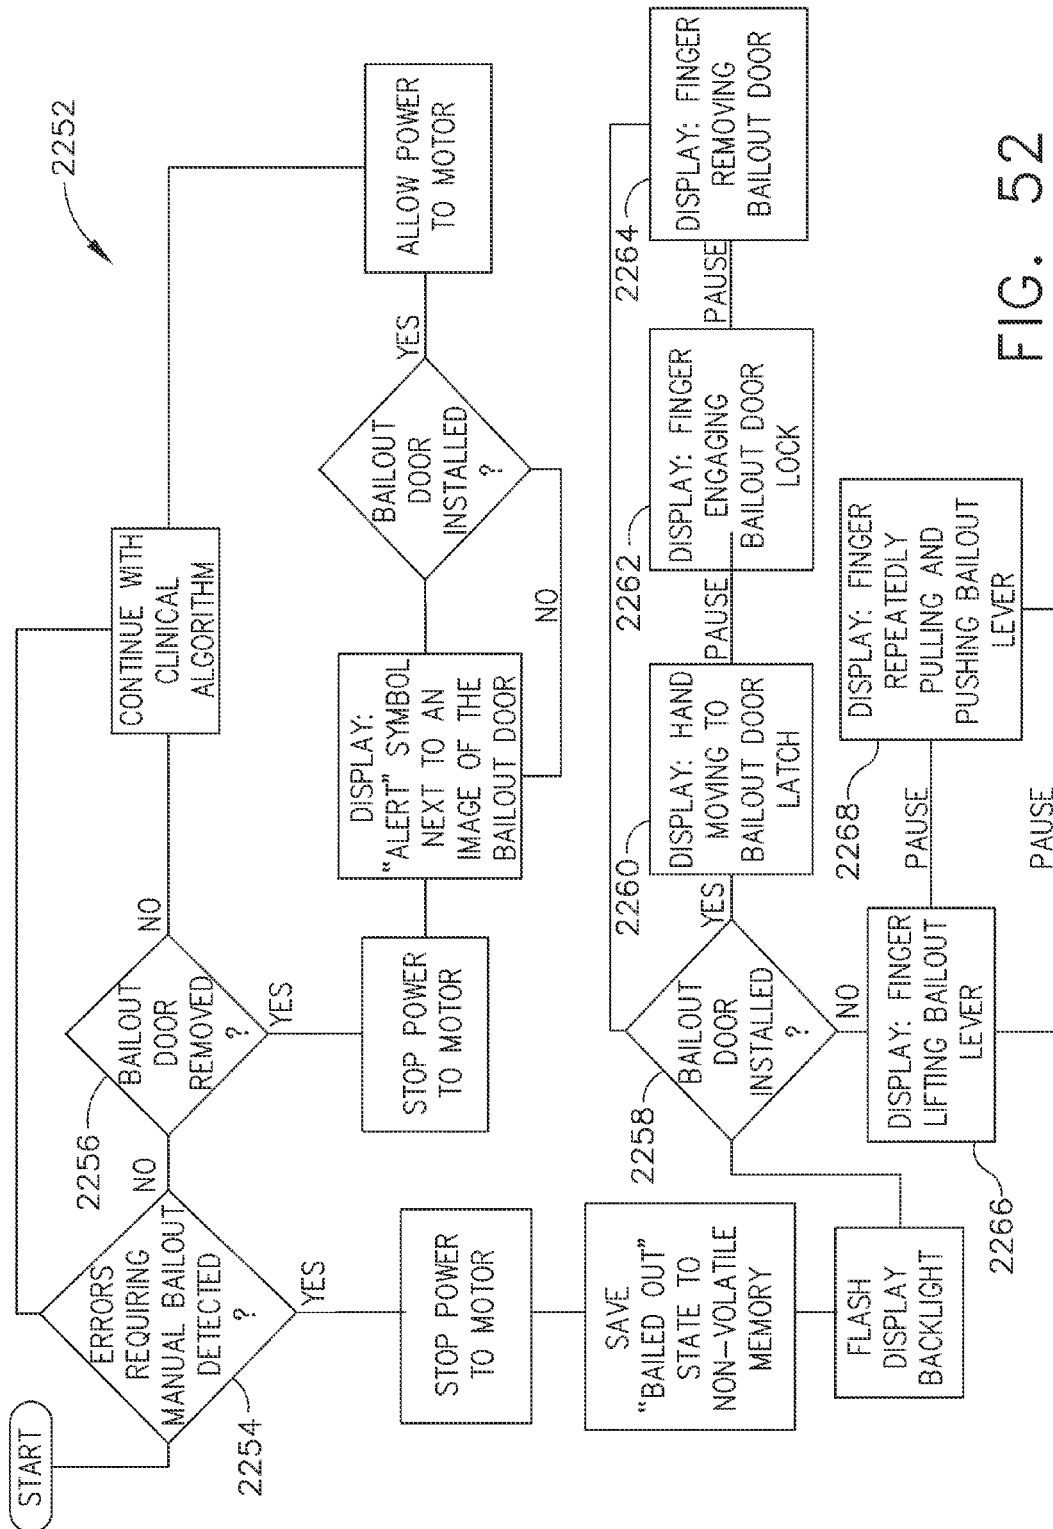 START
ERRORS
REQUIRING
MANUAL BAILOUT
DETECTED
?
2254
NO
YES
2256
BAILOUT
DOOR
REMOVED
?
NO
YES
CONTINUE WITH
CLINICAL
ALGORITHM
2252
STOP POWER
TO MOTOR
DISPLAY:
"ALERT" SYMBOL
NEXT TO AN
IMAGE OF THE
BAILOUT DOOR
BAILOUT
DOOR
INSTALLED
?
YES
NO
ALLOW POWER
TO MOTOR
STOP POWER
TO MOTOR
SAVE
"BAILED OUT"
STATE TO
NON-VOLATILE
MEMORY
FLASH
DISPLAY
BACKLIGHT
2258
BAILOUT
DOOR
INSTALLED
?
YES
NO
2260
DISPLAY: HAND
MOVING TO
BAILOUT DOOR
LATCH
PAUSE
2262
DISPLAY: FINGER
ENGAGING
BAILOUT DOOR
LOCK
PAUSE
2264
DISPLAY: FINGER
REMOVING
BAILOUT DOOR
2266
DISPLAY: FINGER
LIFTING BAILOUT
LEVER
PAUSE
2268
DISPLAY: FINGER
REPEATEDLY
PULLING AND
PUSHING BAILOUT
LEVER
PAUSE
FIG. 52